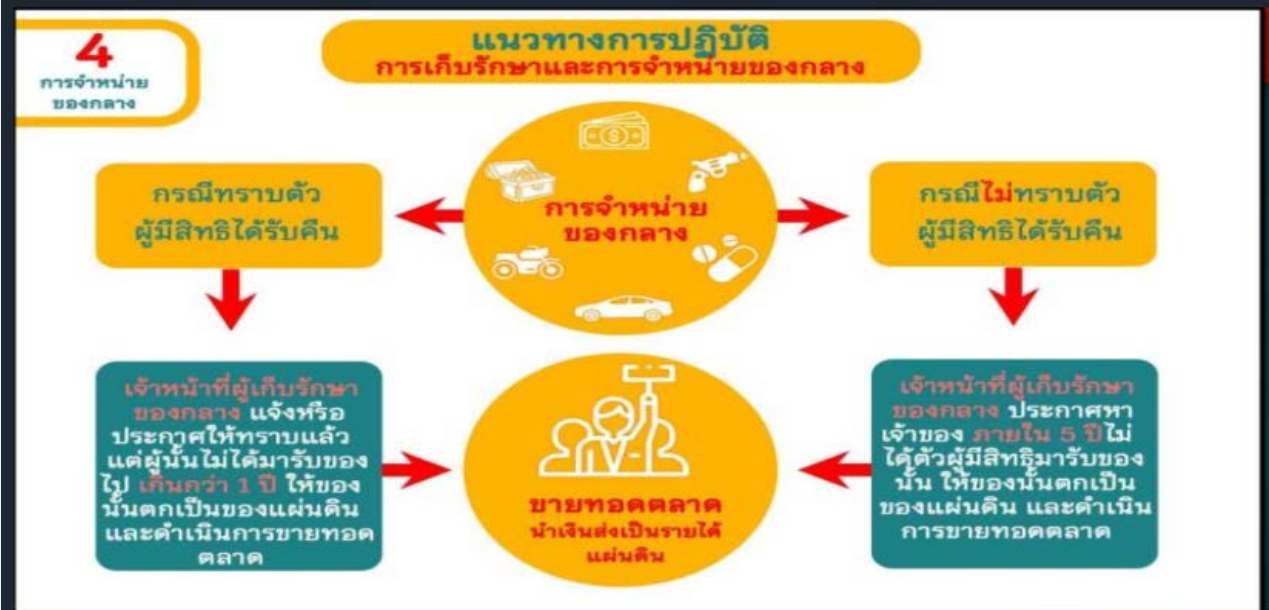 4
การจำหน่าย
ของกลาง
แนวทางการปฏิบัติ
การเก็บรักษาและการจำหน่ายของกลาง
กรณีทราบตัว
ผู้มีสิทธิได้รับคืน
การจำหน่าย
ของกลาง
กรณีไม่ทราบตัว
ผู้มีสิทธิได้รับคืน
เจ้าหน้าที่ผู้เก็บรักษา
ของกลาง แจ้งหรือ
ประกาศให้ทราบแล้ว
แต่ผู้นั้นไม่ได้มารับของ
ไป เกินกว่า 1 ปี ให้ของ
นั้นตกเป็นของแผ่นดิน
และดำเนินการขายทอด
ตลาด
ขายทอดตลาด
นำเงินส่งเป็นรายได้
แผ่นดิน
เจ้าหน้าที่ผู้เก็บรักษา
ของกลาง ประกาศหา
เจ้าของ ภายใน 5 ปีไม่
ได้ตัวผู้มีสิทธิมารับของ
นั้น ให้ของนั้นตกเป็น
ของแผ่นดิน และดำเนิน
การขายทอดตลาด